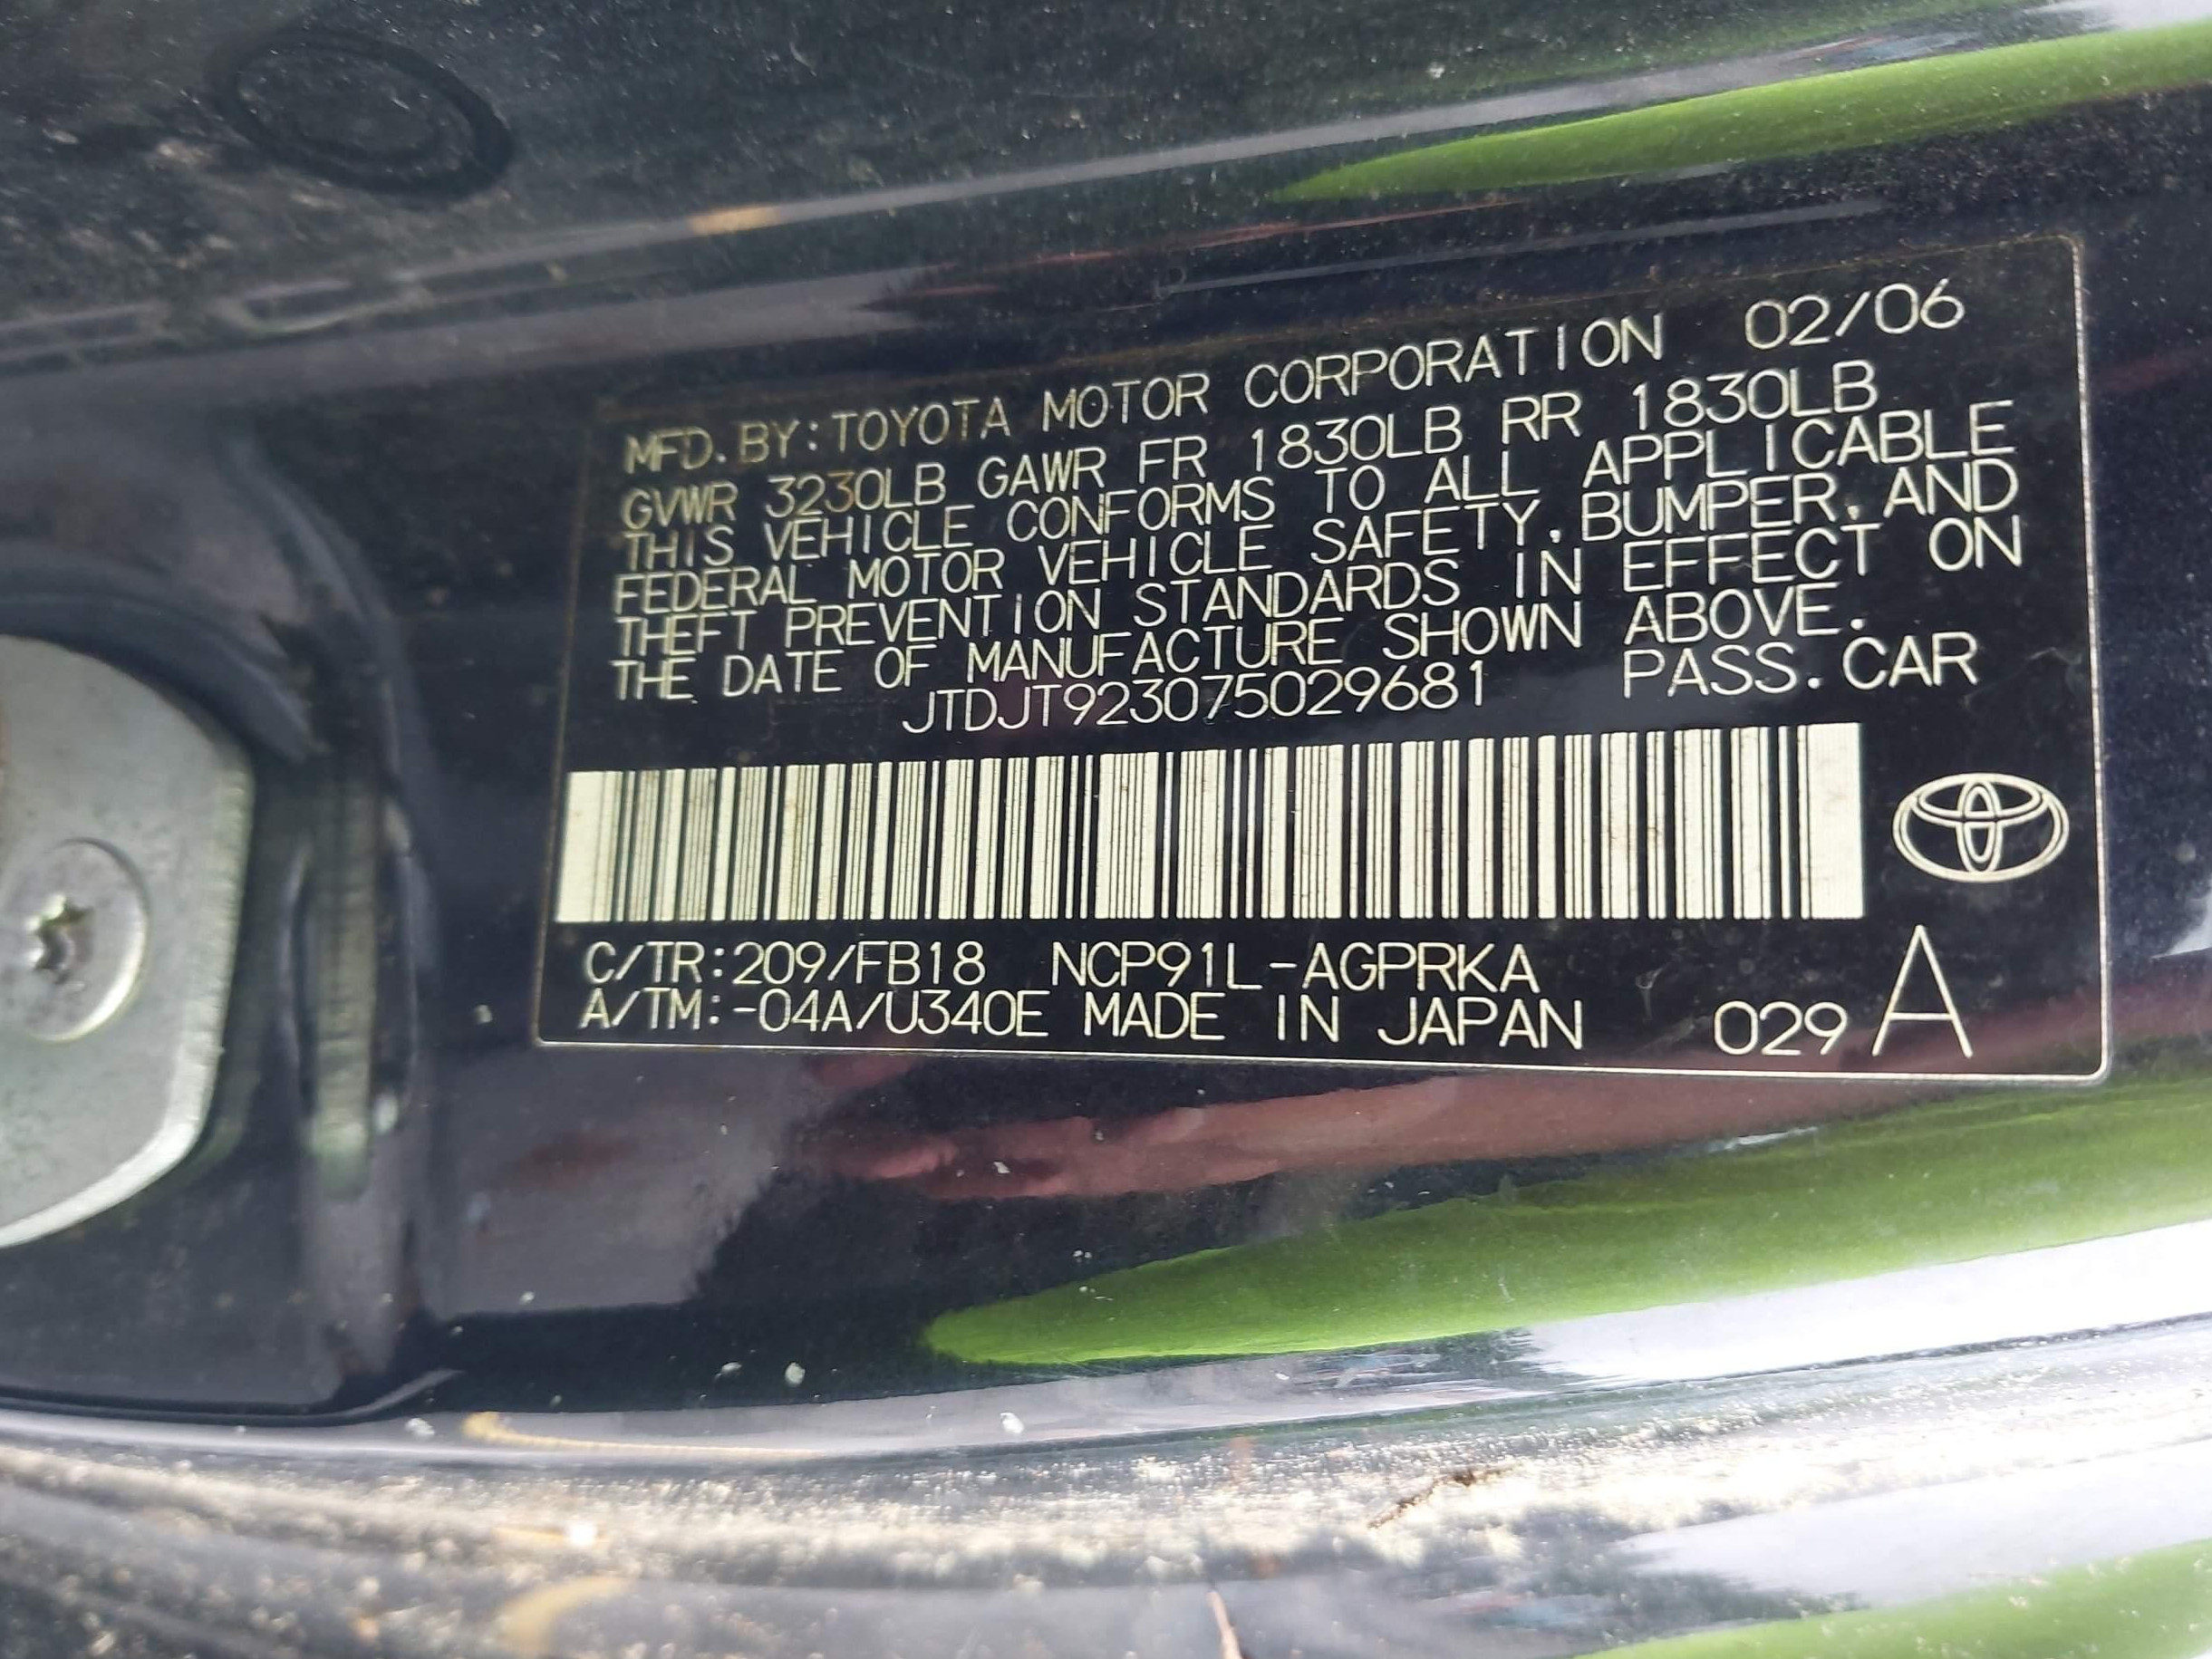 MFD.BY:TOYOTA MOTOR CORPORATION 02/06
GVWR 3230LB GAWR FR 1830LB RR 1830LB
THIS VEHICLE CONFORMS TO ALL APPLICABLE
FEDERAL MOTOR VEHICLE SAFETY,BUMPER,AND
THEFT PREVENTION STANDARDS IN EFFECT ON
THE DATE OF MANUFACTURE SHOWN ABOVE.
JTDJT923075029681 PASS.CAR
C/TR:209/FB18 NCP91L-AGPRKA
A/TM:-04A/U340E MADE IN JAPAN 029 A